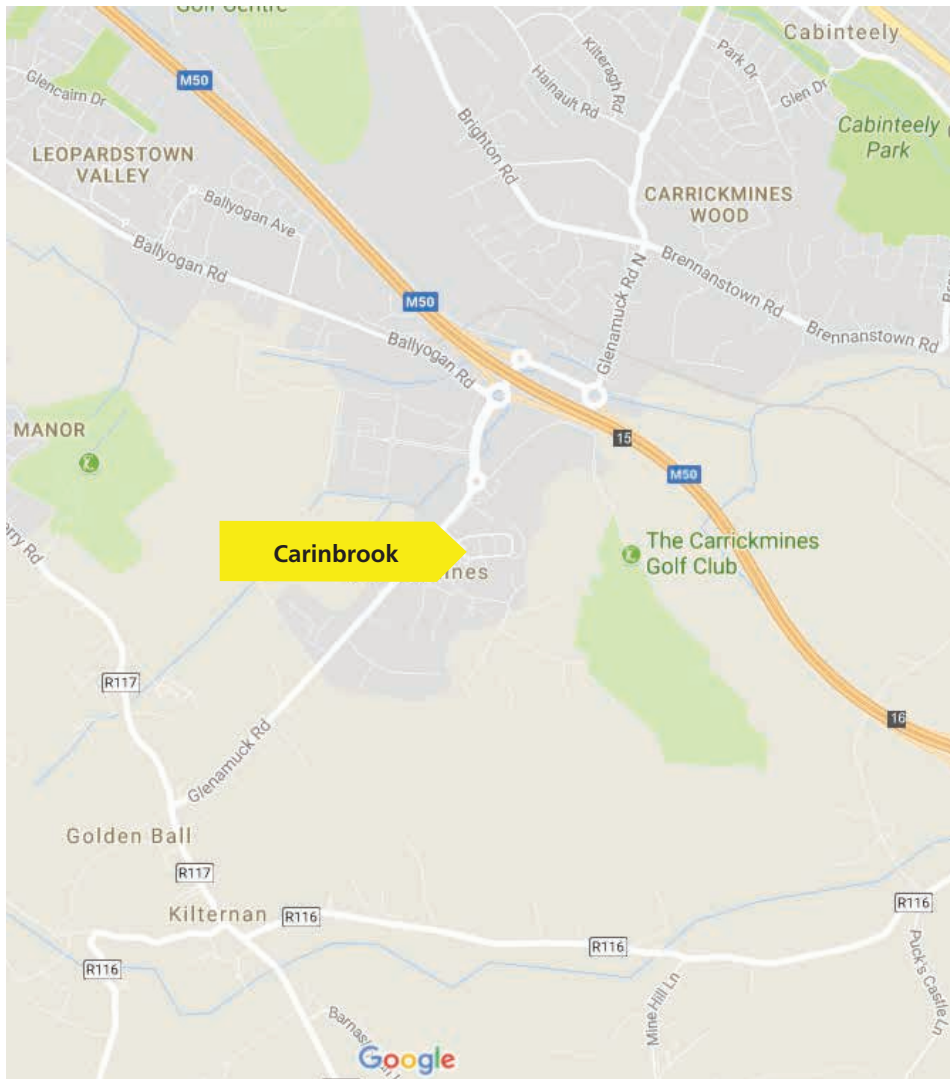 Golf Centre
Cabinteely
Kilteragh Rd
Park Dr
M50
Hainault Rd
Glen Dr
Glencairn Dr
Brighton Rd
Cabinteely
Park
LEOPARDSTOWN
VALLEY
CARRICKMINES
WOOD
Ballyogan Ave
Ballyogan Rd
Brennanstown Rd
M50
Glenamuck Rd N
Brennanstown Rd
Ballyogan Rd
MANOR
15
M50
Carinbrook
The Carrickmines
Golf Club
R117
16
Glenamuck Rd
Golden Ball
R117
Kilternan
R116
R116
R116
R116
Puck's Castle Ln
Mine Hill Ln
Google